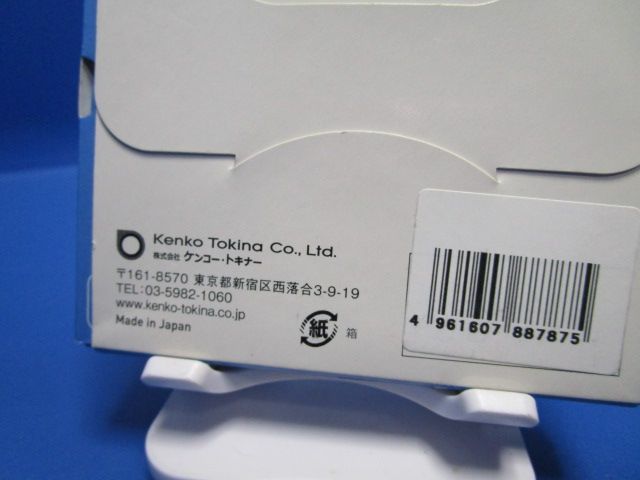 Kenko Tokina Co., Ltd.
株式会社 ケンコー・トキナー
〒161-8570 東京都新宿区西落合3-9-19
TEL:03-5982-1060
www.kenko-tokina.co.jp
Made in Japan
紙 箱
4 961607 887875